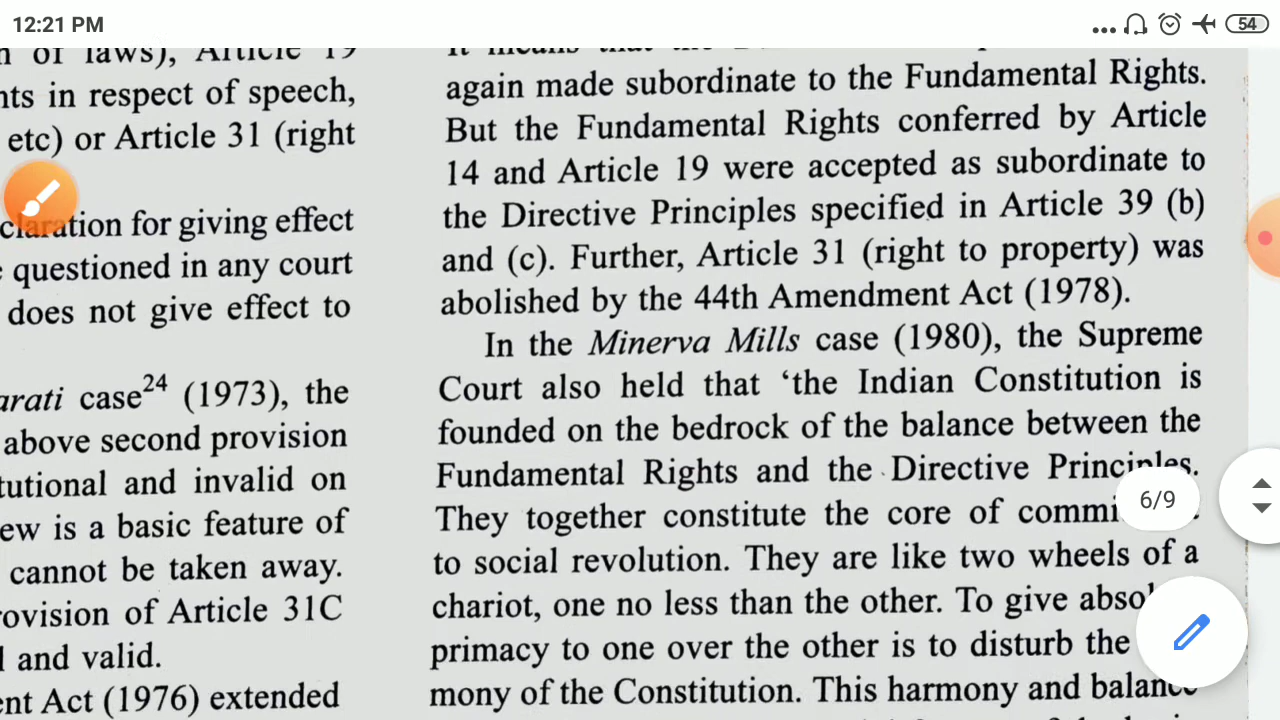 12:21 PM
54
n of laws), Article 19
nts in respect of speech,
etc) or Article 31 (right
claration for giving effect
questioned in any court
does not give effect to
arati case24 (1973), the
above second provision
tutional and invalid on
ew is a basic feature of
cannot be taken away.
rovision of Article 31C
l and valid.
ent Act (1976) extended
It means that the
again made subordinate to the Fundamental Rights.
But the Fundamental Rights conferred by Article
14 and Article 19 were accepted as subordinate to
the Directive Principles specified in Article 39 (b)
and (c). Further, Article 31 (right to property) was
abolished by the 44th Amendment Act (1978).
In the Minerva Mills case (1980), the Supreme
Court also held that ‘the Indian Constitution is
founded on the bedrock of the balance between the
Fundamental Rights and the Directive Principles.
They together constitute the core of commi
to social revolution. They are like two wheels of a
chariot, one no less than the other. To give absol
primacy to one over the other is to disturb the
mony of the Constitution. This harmony and balance
6/9